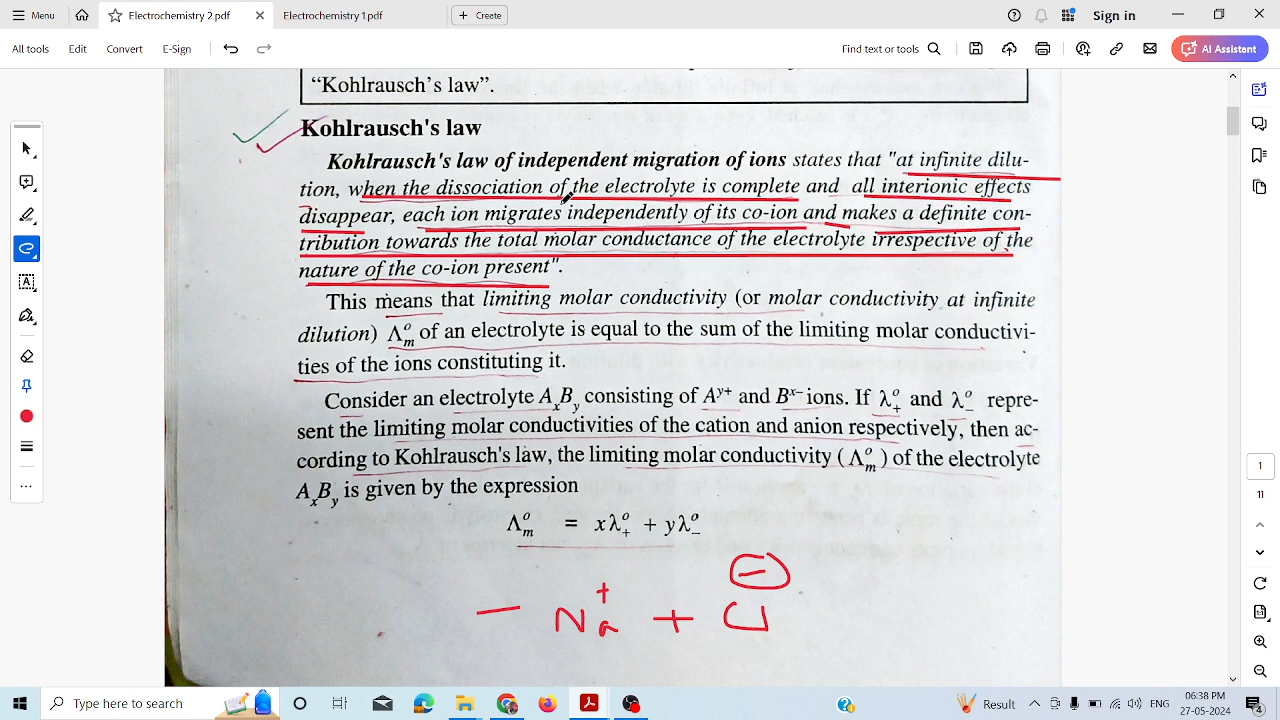 Menu
Electrochemistry 2.pdf
Electrochemistry 1.pdf
+ Create
Sign in
All tools Edit Convert E-Sign
Find text or tools
AI Assistant
“Kohlrausch’s law”.
Kohlrausch's law
Kohlrausch's law of independent migration of ions states that "at infinite dilu-
tion, when the dissociation of the electrolyte is complete and all interionic effects
disappear, each ion migrates independently of its co-ion and makes a definite con-
tribution towards the total molar conductance of the electrolyte irrespective of the
nature of the co-ion present".
This means that limiting molar conductivity (or molar conductivity at infinite
dilution) Λ°m of an electrolyte is equal to the sum of the limiting molar conductivi-
ties of the ions constituting it.
Consider an electrolyte AxBy consisting of Ay+ and Bx– ions. If λ°+ and λ°– repre-
sent the limiting molar conductivities of the cation and anion respectively, then ac-
cording to Kohlrausch's law, the limiting molar conductivity (Λ°m) of the electrolyte
AxBy is given by the expression
Λ°m = xλ°+ + yλ°–
– Na+ + Cl–
1
11
Type here to search
Result
ENG
06:38 PM
27-05-2024
4